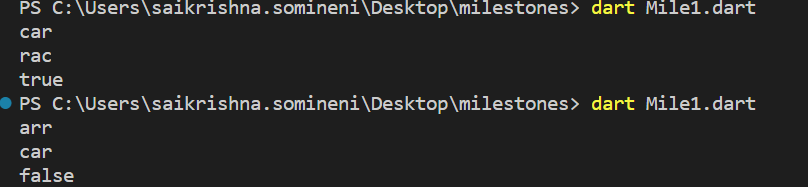 PS C:\Users\saikrishna.somineni\Desktop\milestones> dart Mile1.dart
car
rac
true
PS C:\Users\saikrishna.somineni\Desktop\milestones> dart Mile1.dart
arr
car
false